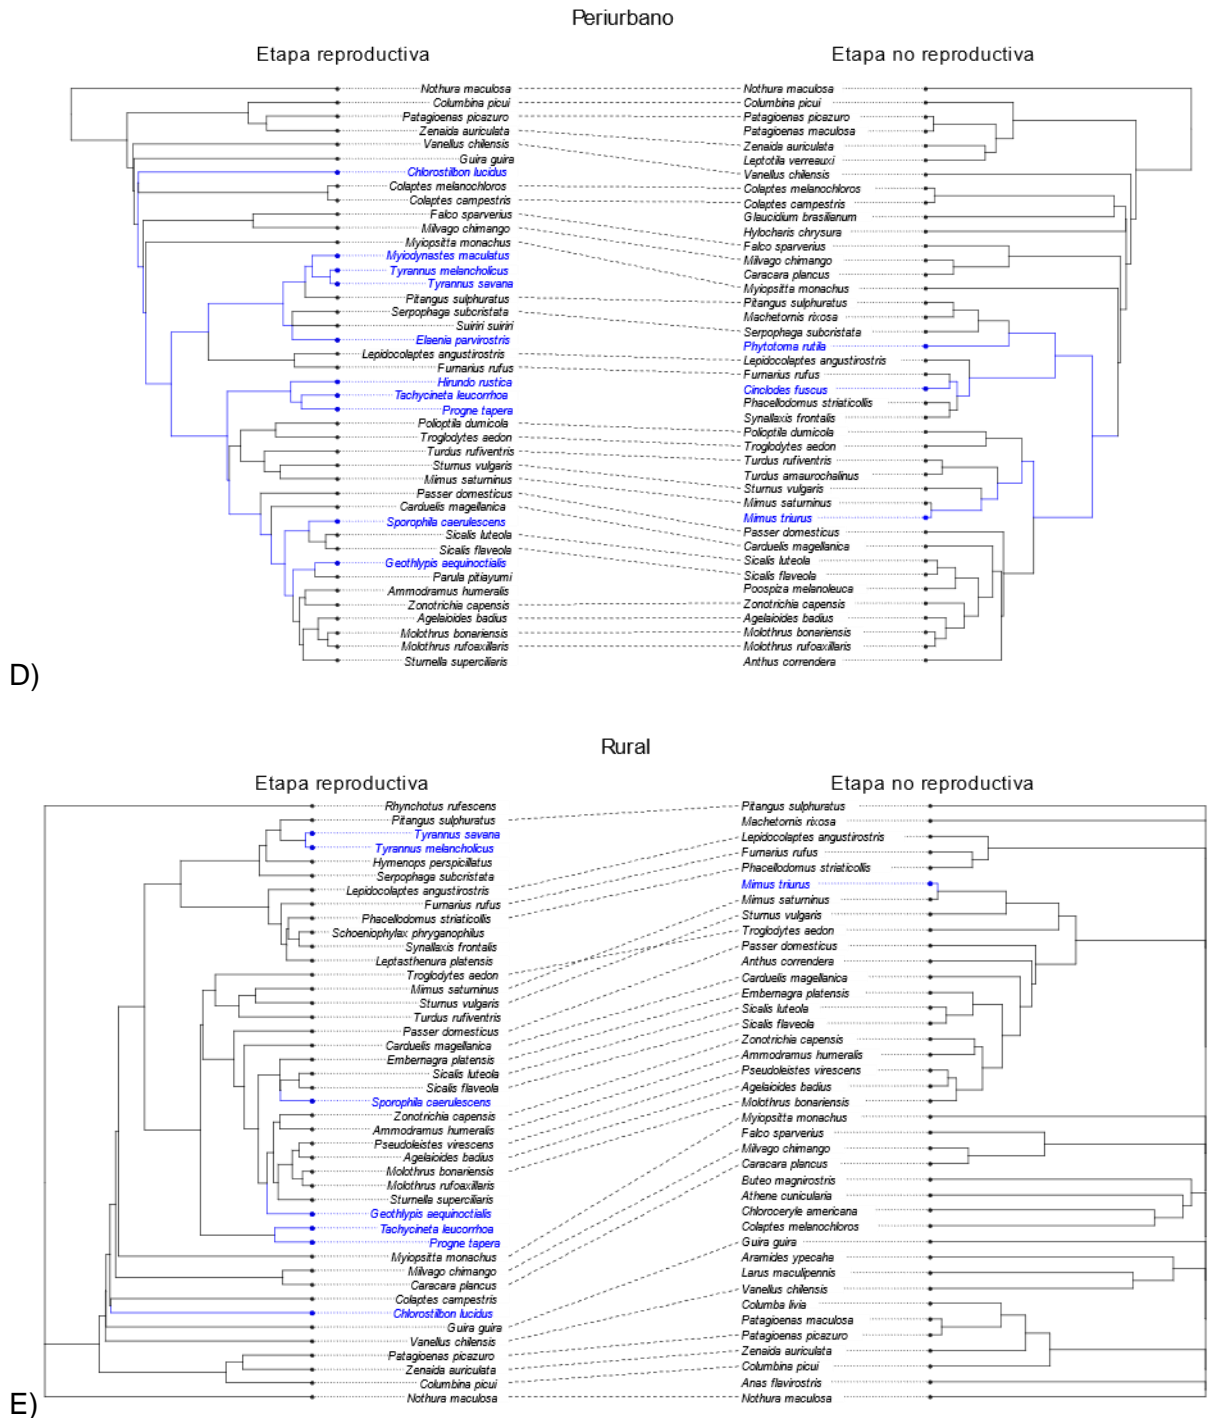 Periurbano
Etapa reproductiva
Etapa no reproductiva
Nothura maculosa
Columbina picui
Patagioenas picazuro
Zenaida auriculata
Vanellus chilensis
Guira guira
Chlorostilbon lucidus
Colaptes melanochloros
Colaptes campestris
Falco sparverius
Milvago chimango
Myiopsitta monachus
Myiodynastes maculatus
Tyrannus melancholicus
Tyrannus savana
Pitangus sulphuratus
Serpophaga subcristata
Suiriri suiriri
Elaenia parvirostris
Lepidocolaptes angustirostris
Furnarius rufus
Hirundo rustica
Tachycineta leucorrhoa
Progne tapera
Polioptila dumicola
Troglodytes aedon
Turdus rufiventris
Sturnus vulgaris
Mimus saturninus
Passer domesticus
Carduelis magellanica
Sporophila caerulescens
Sicalis luteola
Sicalis flaveola
Geothlypis aequinoctialis
Parula pitiayumi
Ammodramus humeralis
Zonotrichia capensis
Agelaioides badius
Molothrus bonariensis
Molothrus rufoaxillaris
Sturnella superciliaris
Nothura maculosa
Columbina picui
Patagioenas picazuro
Patagioenas maculosa
Zenaida auriculata
Leptotila verreauxi
Vanellus chilensis
Colaptes melanochloros
Colaptes campestris
Glaucidium brasilianum
Hylocharis chrysura
Falco sparverius
Milvago chimango
Caracara plancus
Myiopsitta monachus
Pitangus sulphuratus
Machetornis rixosa
Serpophaga subcristata
Phytotoma rutila
Lepidocolaptes angustirostris
Furnarius rufus
Cinclodes fuscus
Phacellodomus striaticollis
Synallaxis frontalis
Polioptila dumicola
Troglodytes aedon
Turdus rufiventris
Turdus amaurochalinus
Sturnus vulgaris
Mimus saturninus
Mimus triurus
Passer domesticus
Carduelis magellanica
Sicalis luteola
Sicalis flaveola
Poospiza melanoleuca
Zonotrichia capensis
Agelaioides badius
Molothrus bonariensis
Molothrus rufoaxillaris
Anthus correndera
D)
Rural
Etapa reproductiva
Etapa no reproductiva
Rhynchotus rufescens
Pitangus sulphuratus
Tyrannus savana
Tyrannus melancholicus
Hymenops perspicillatus
Serpophaga subcristata
Lepidocolaptes angustirostris
Furnarius rufus
Phacellodomus striaticollis
Schoeniophylax phryganophilus
Synallaxis frontalis
Leptasthenura platensis
Troglodytes aedon
Mimus saturninus
Sturnus vulgaris
Turdus rufiventris
Passer domesticus
Carduelis magellanica
Embernagra platensis
Sicalis luteola
Sicalis flaveola
Sporophila caerulescens
Zonotrichia capensis
Ammodramus humeralis
Pseudoleistes virescens
Agelaioides badius
Molothrus bonariensis
Molothrus rufoaxillaris
Sturnella superciliaris
Geothlypis aequinoctialis
Tachycineta leucorrhoa
Progne tapera
Myiopsitta monachus
Milvago chimango
Caracara plancus
Colaptes campestris
Chlorostilbon lucidus
Guira guira
Vanellus chilensis
Patagioenas picazuro
Zenaida auriculata
Columbina picui
Nothura maculosa
Pitangus sulphuratus
Machetornis rixosa
Lepidocolaptes angustirostris
Furnarius rufus
Phacellodomus striaticollis
Mimus triurus
Mimus saturninus
Sturnus vulgaris
Troglodytes aedon
Passer domesticus
Anthus correndera
Carduelis magellanica
Embernagra platensis
Sicalis luteola
Sicalis flaveola
Zonotrichia capensis
Ammodramus humeralis
Pseudoleistes virescens
Agelaioides badius
Molothrus bonariensis
Myiopsitta monachus
Falco sparverius
Milvago chimango
Caracara plancus
Buteo magnirostris
Athene cunicularia
Chloroceryle americana
Colaptes melanochloros
Guira guira
Aramides ypecaha
Larus maculipennis
Vanellus chilensis
Columba livia
Patagioenas maculosa
Patagioenas picazuro
Zenaida auriculata
Columbina picui
Anas flavirostris
Nothura maculosa
E)